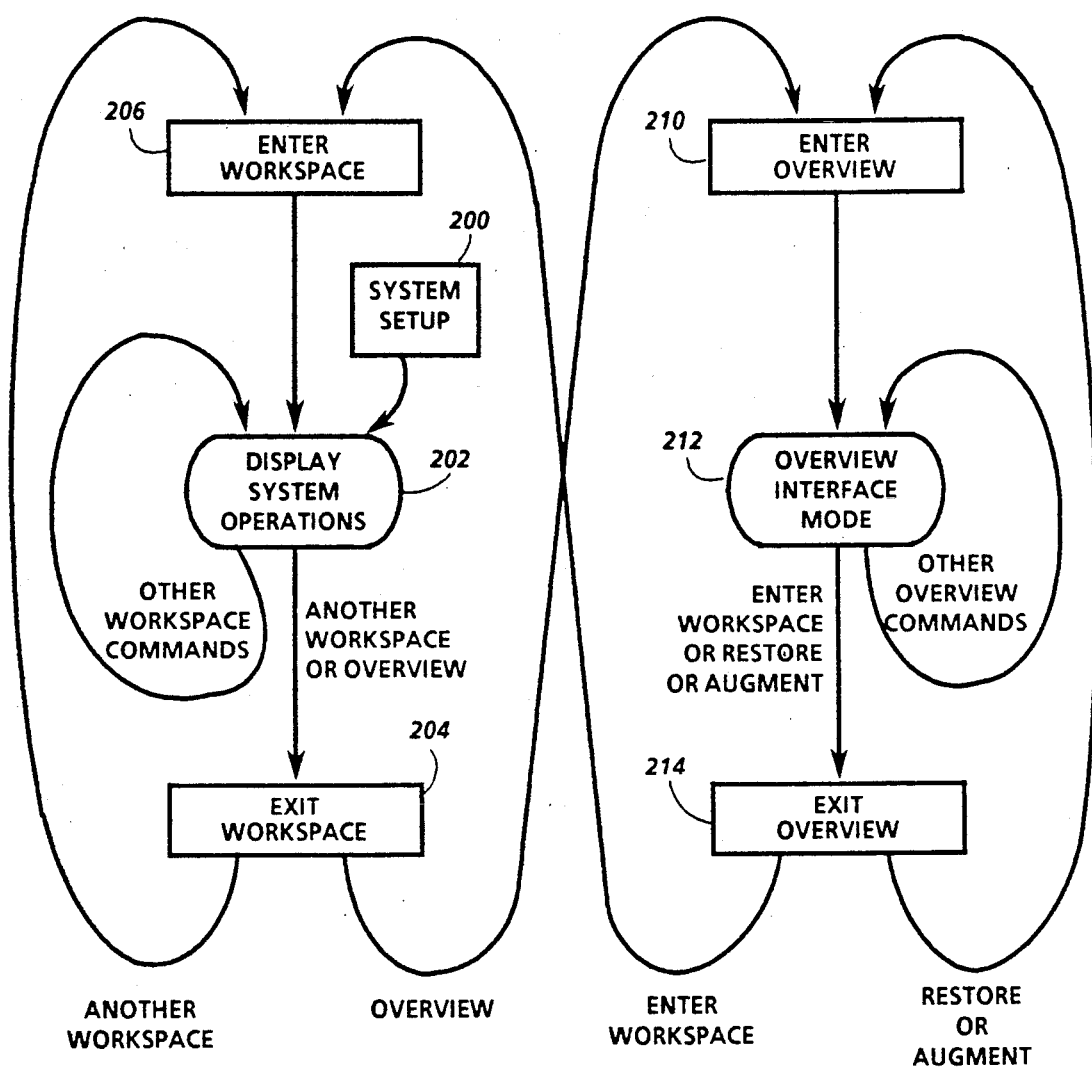 206
ENTER
WORKSPACE
210
ENTER
OVERVIEW
200
SYSTEM
SETUP
DISPLAY
SYSTEM
OPERATIONS
202
212
OVERVIEW
INTERFACE
MODE
OTHER
WORKSPACE
COMMANDS
ANOTHER
WORKSPACE
OR OVERVIEW
ENTER
WORKSPACE
OR RESTORE
OR AUGMENT
OTHER
OVERVIEW
COMMANDS
204
EXIT
WORKSPACE
214
EXIT
OVERVIEW
ANOTHER
WORKSPACE
OVERVIEW
ENTER
WORKSPACE
RESTORE
OR
AUGMENT